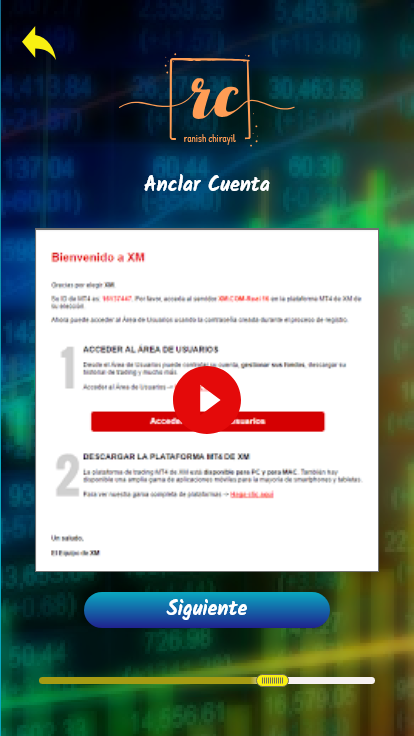 rc
ranish chirayil
Anclar Cuenta
Bienvenido a XM
Gracias por elegir XM.
Su ID de MT4 es: 16137447. Por favor, acceda al servidor XMCOM-Real 16 en la plataforma MT4 de XM de
su elección.
Ahora puede acceder al Área de Usuarios usando la contraseña creada durante el proceso de registro.
1
ACCEDER AL ÁREA DE USUARIOS
Desde el Área de Usuarios puede controlar su cuenta, gestionar sus fondos, descargar su
historial de trading y mucho más.
Acceder al Área de Usuarios ->
usuarios
2
DESCARGAR LA PLATAFORMA MT4 DE XM
La plataforma de trading MT4 de XM está disponible para PC y para MAC. También hay
disponible una amplia gama de aplicaciones móviles para la mayoría de smartphones y tabletas.
Para ver nuestra gama completa de plataformas -> Haga clic aquí
Un saludo,
El Equipo de XM
Siguiente